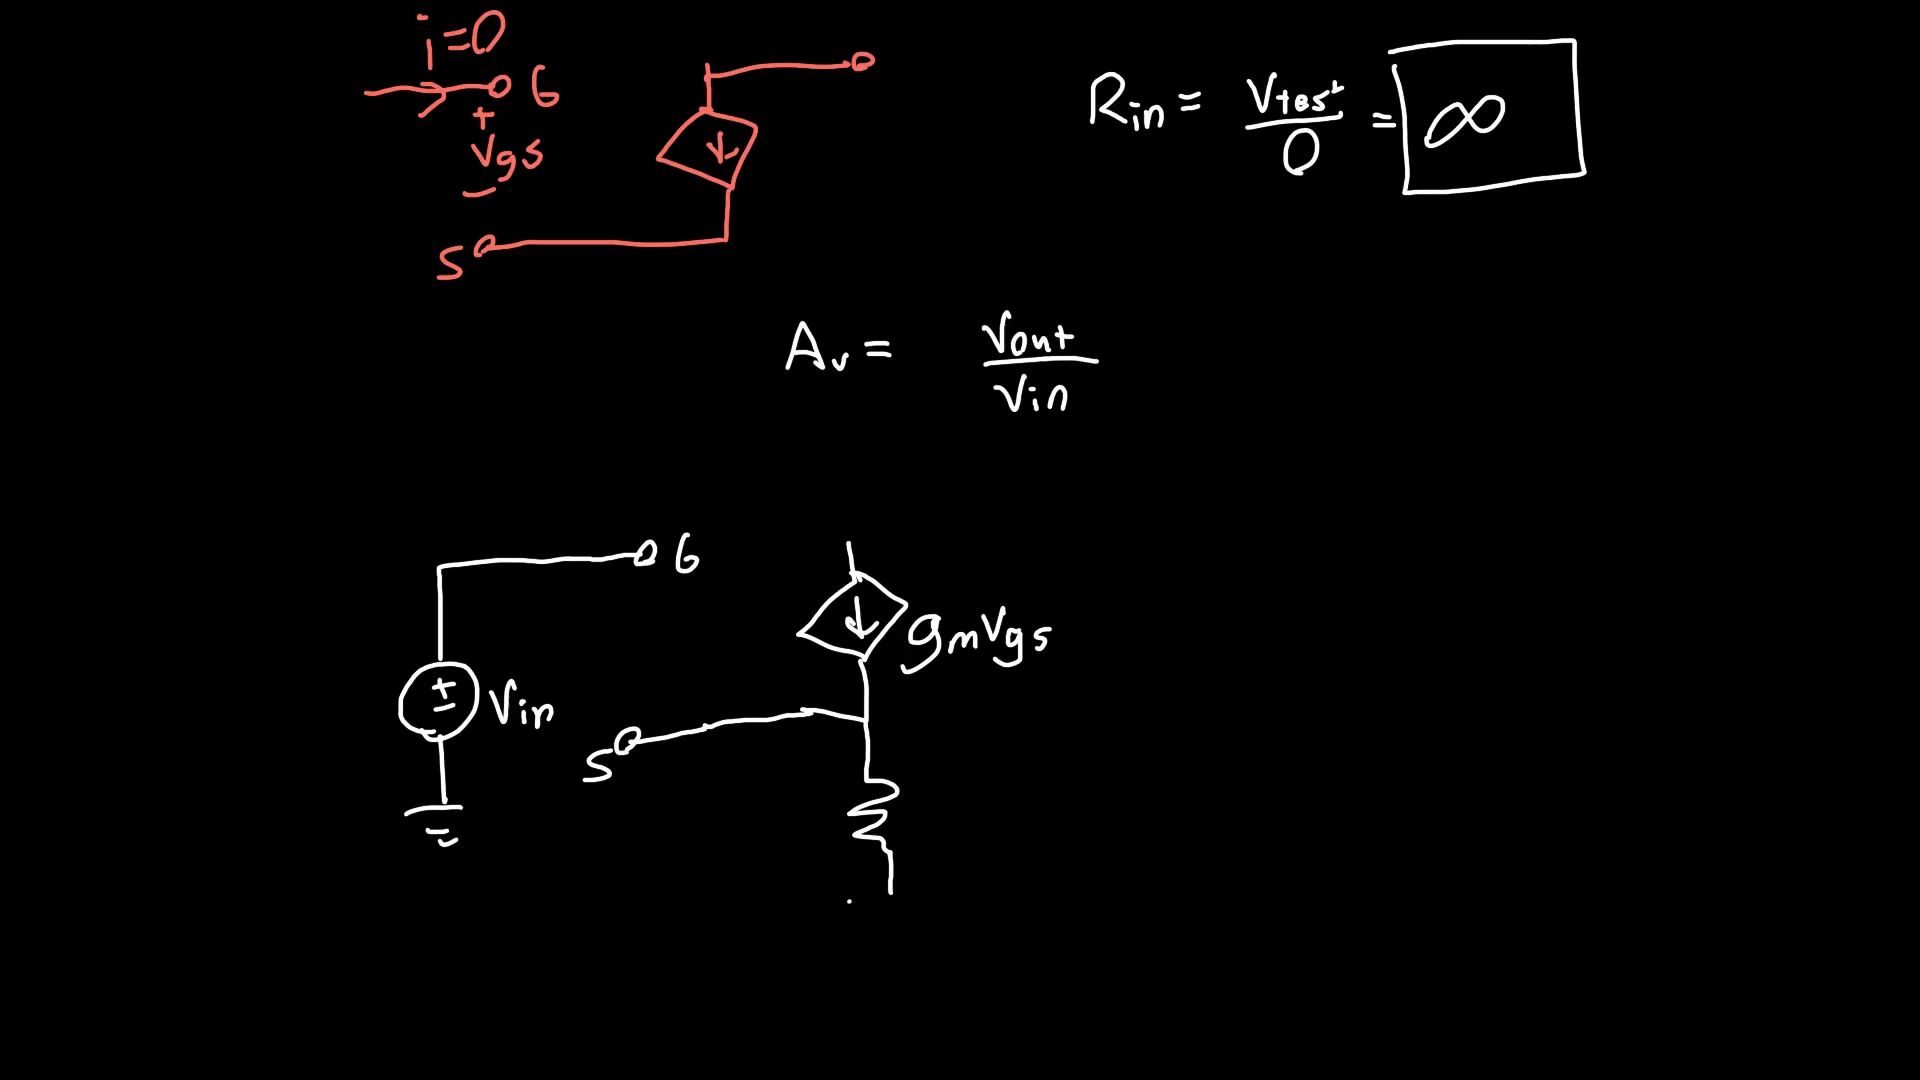 i=0
G
+
Vgs
−
S
Rin = Vtest/0 = ∞
Av = Vout/Vin
G
gmVgs
+
−
Vin
S